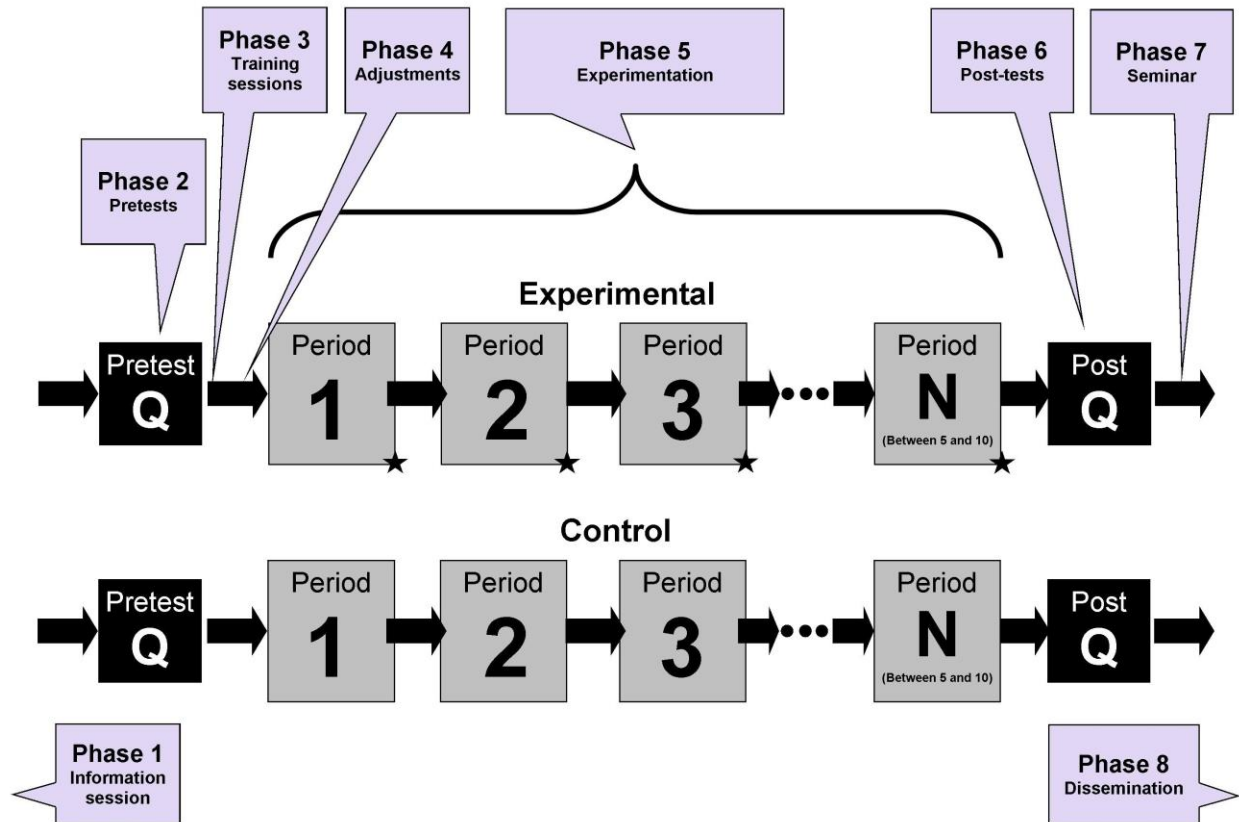 Phase 3
Training
sessions
Phase 4
Adjustments
Phase 5
Experimentation
Phase 6
Post-tests
Phase 7
Seminar
Phase 2
Pretests
Experimental
Pretest
Q
Period
1
Period
2
Period
3
Period
N
(Between 5 and 10)
Post
Q
Control
Pretest
Q
Period
1
Period
2
Period
3
Period
N
(Between 5 and 10)
Post
Q
Phase 1
Information
session
Phase 8
Dissemination